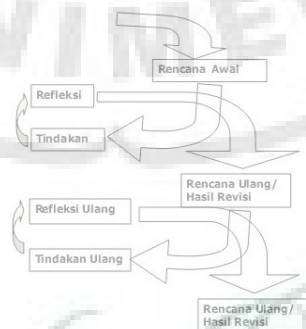 Rencana Awal
Refleksi
Tindakan
Rencana Ulang/
Hasil Revisi
Refleksi Ulang
Tindakan Ulang
Rencana Ulang/
Hasil Revisi